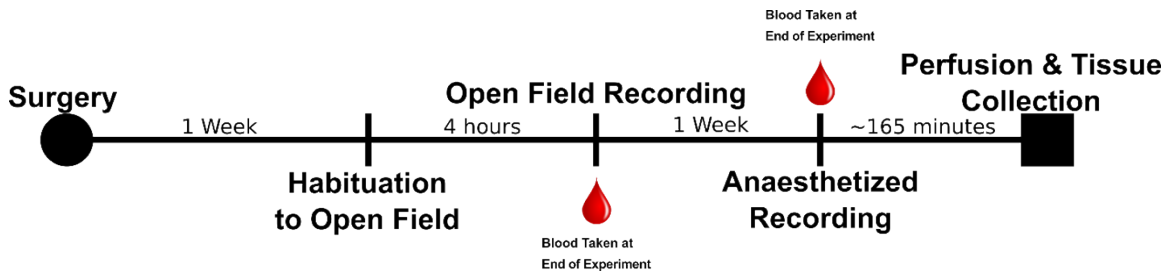 Surgery
1 Week
Habituation
to Open Field
4 hours
Open Field Recording
Blood Taken at
End of Experiment
1 Week
Blood Taken at
End of Experiment
Anaesthetized
Recording
~165 minutes
Perfusion & Tissue
Collection